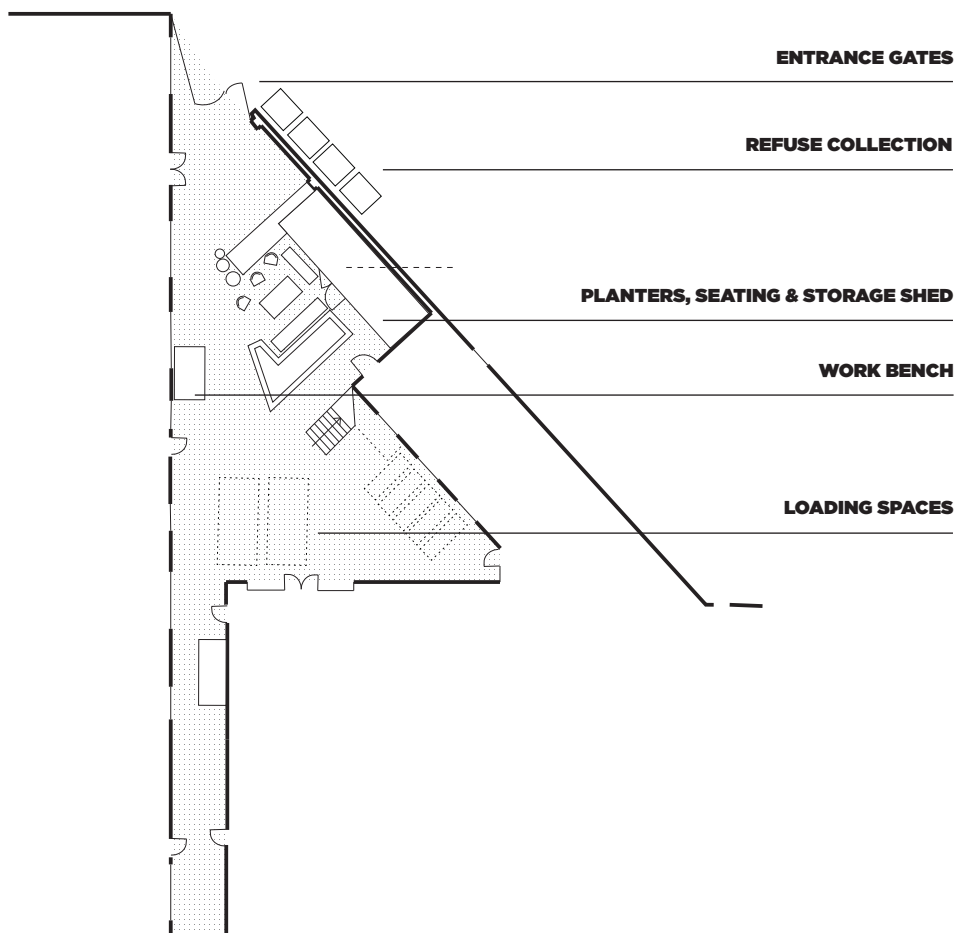 ENTRANCE GATES
REFUSE COLLECTION
PLANTERS, SEATING & STORAGE SHED
WORK BENCH
LOADING SPACES